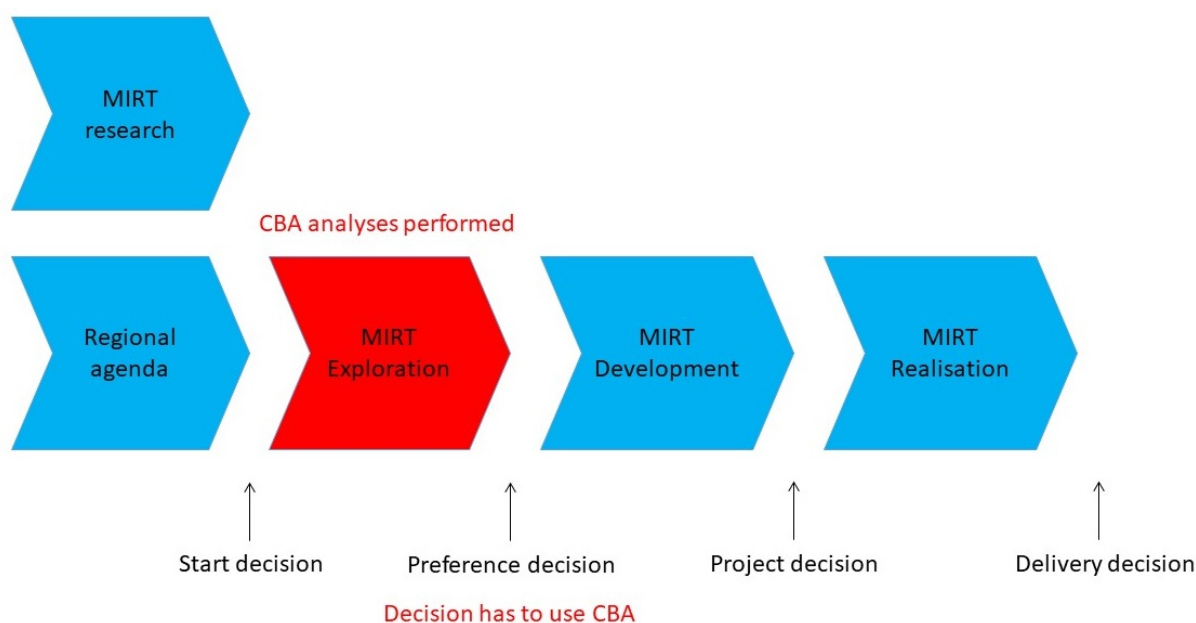 MIRT
research
CBA analyses performed
Regional
agenda
MIRT
Exploration
MIRT
Development
MIRT
Realisation
Start decision
Preference decision
Project decision
Delivery decision
Decision has to use CBA